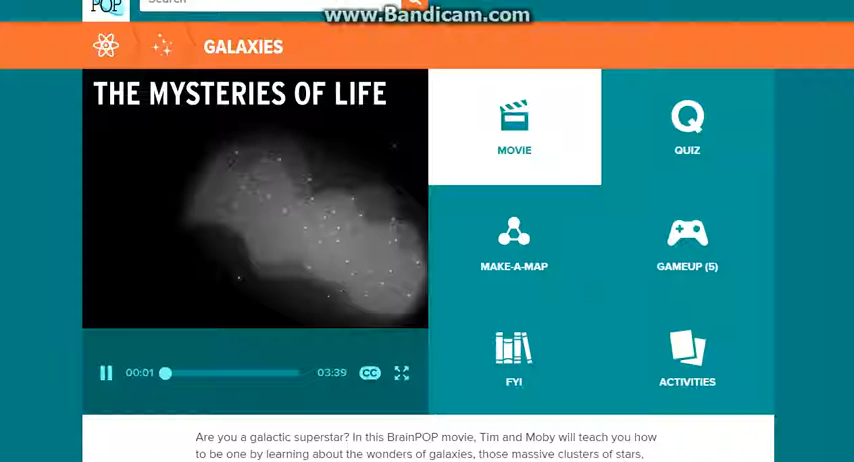 www.Bandicam.com
POP
Search
GALAXIES
THE MYSTERIES OF LIFE
MOVIE
Q
QUIZ
MAKE-A-MAP
GAMEUP (5)
FYI
ACTIVITIES
00:01
03:39
CC
Are you a galactic superstar? In this BrainPOP movie, Tim and Moby will teach you how
to be one by learning about the wonders of galaxies, those massive clusters of stars,